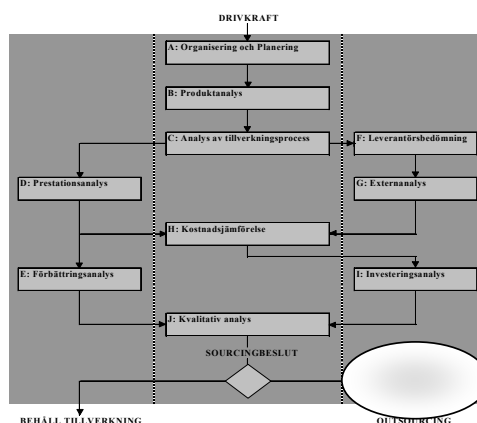 DRIVKRAFT
A: Organisering och Planering
B: Produktanalys
C: Analys av tillverkningsprocess
F: Leverantörsbedömning
D: Prestationsanalys
G: Externanalys
H: Kostnadsjämförelse
E: Förbättringsanalys
I: Investeringsanalys
J: Kvalitativ analys
SOURCINGBESLUT
BEHÅLL TILLVERKNING
OUTSOURCING